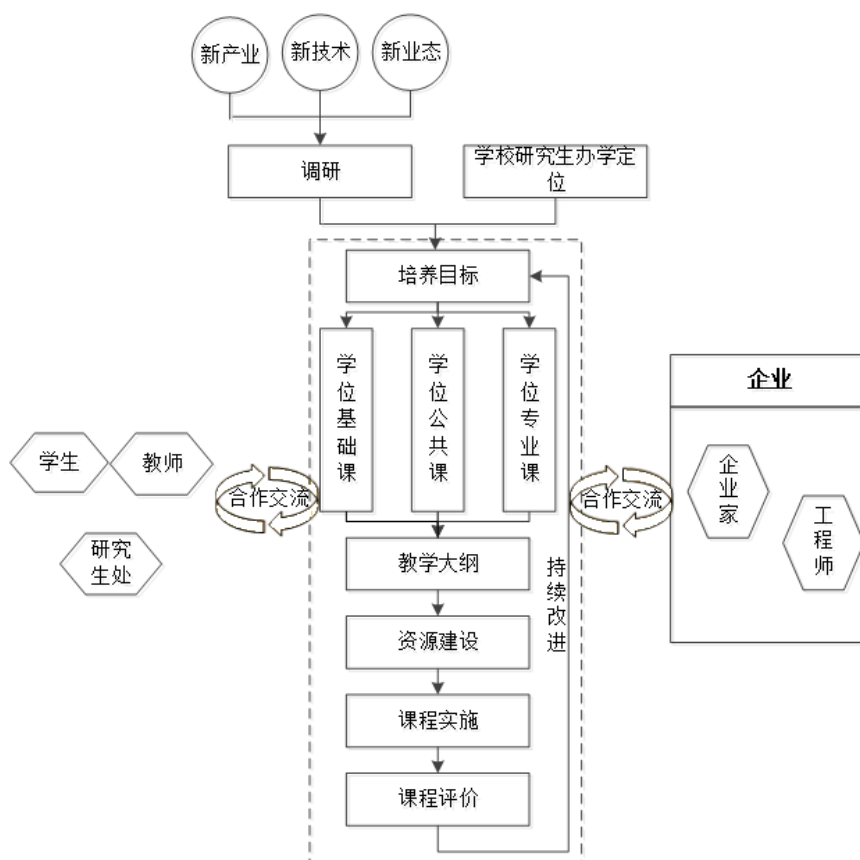 新产业
新技术
新业态
调研
学校研究生办学定
位
培养目标
学位基础课
学位公共课
学位专业课
企业
学生
教师
研究
生处
合作交流
合作交流
企业家
工程师
教学大纲
资源建设
课程实施
课程评价
持续改进